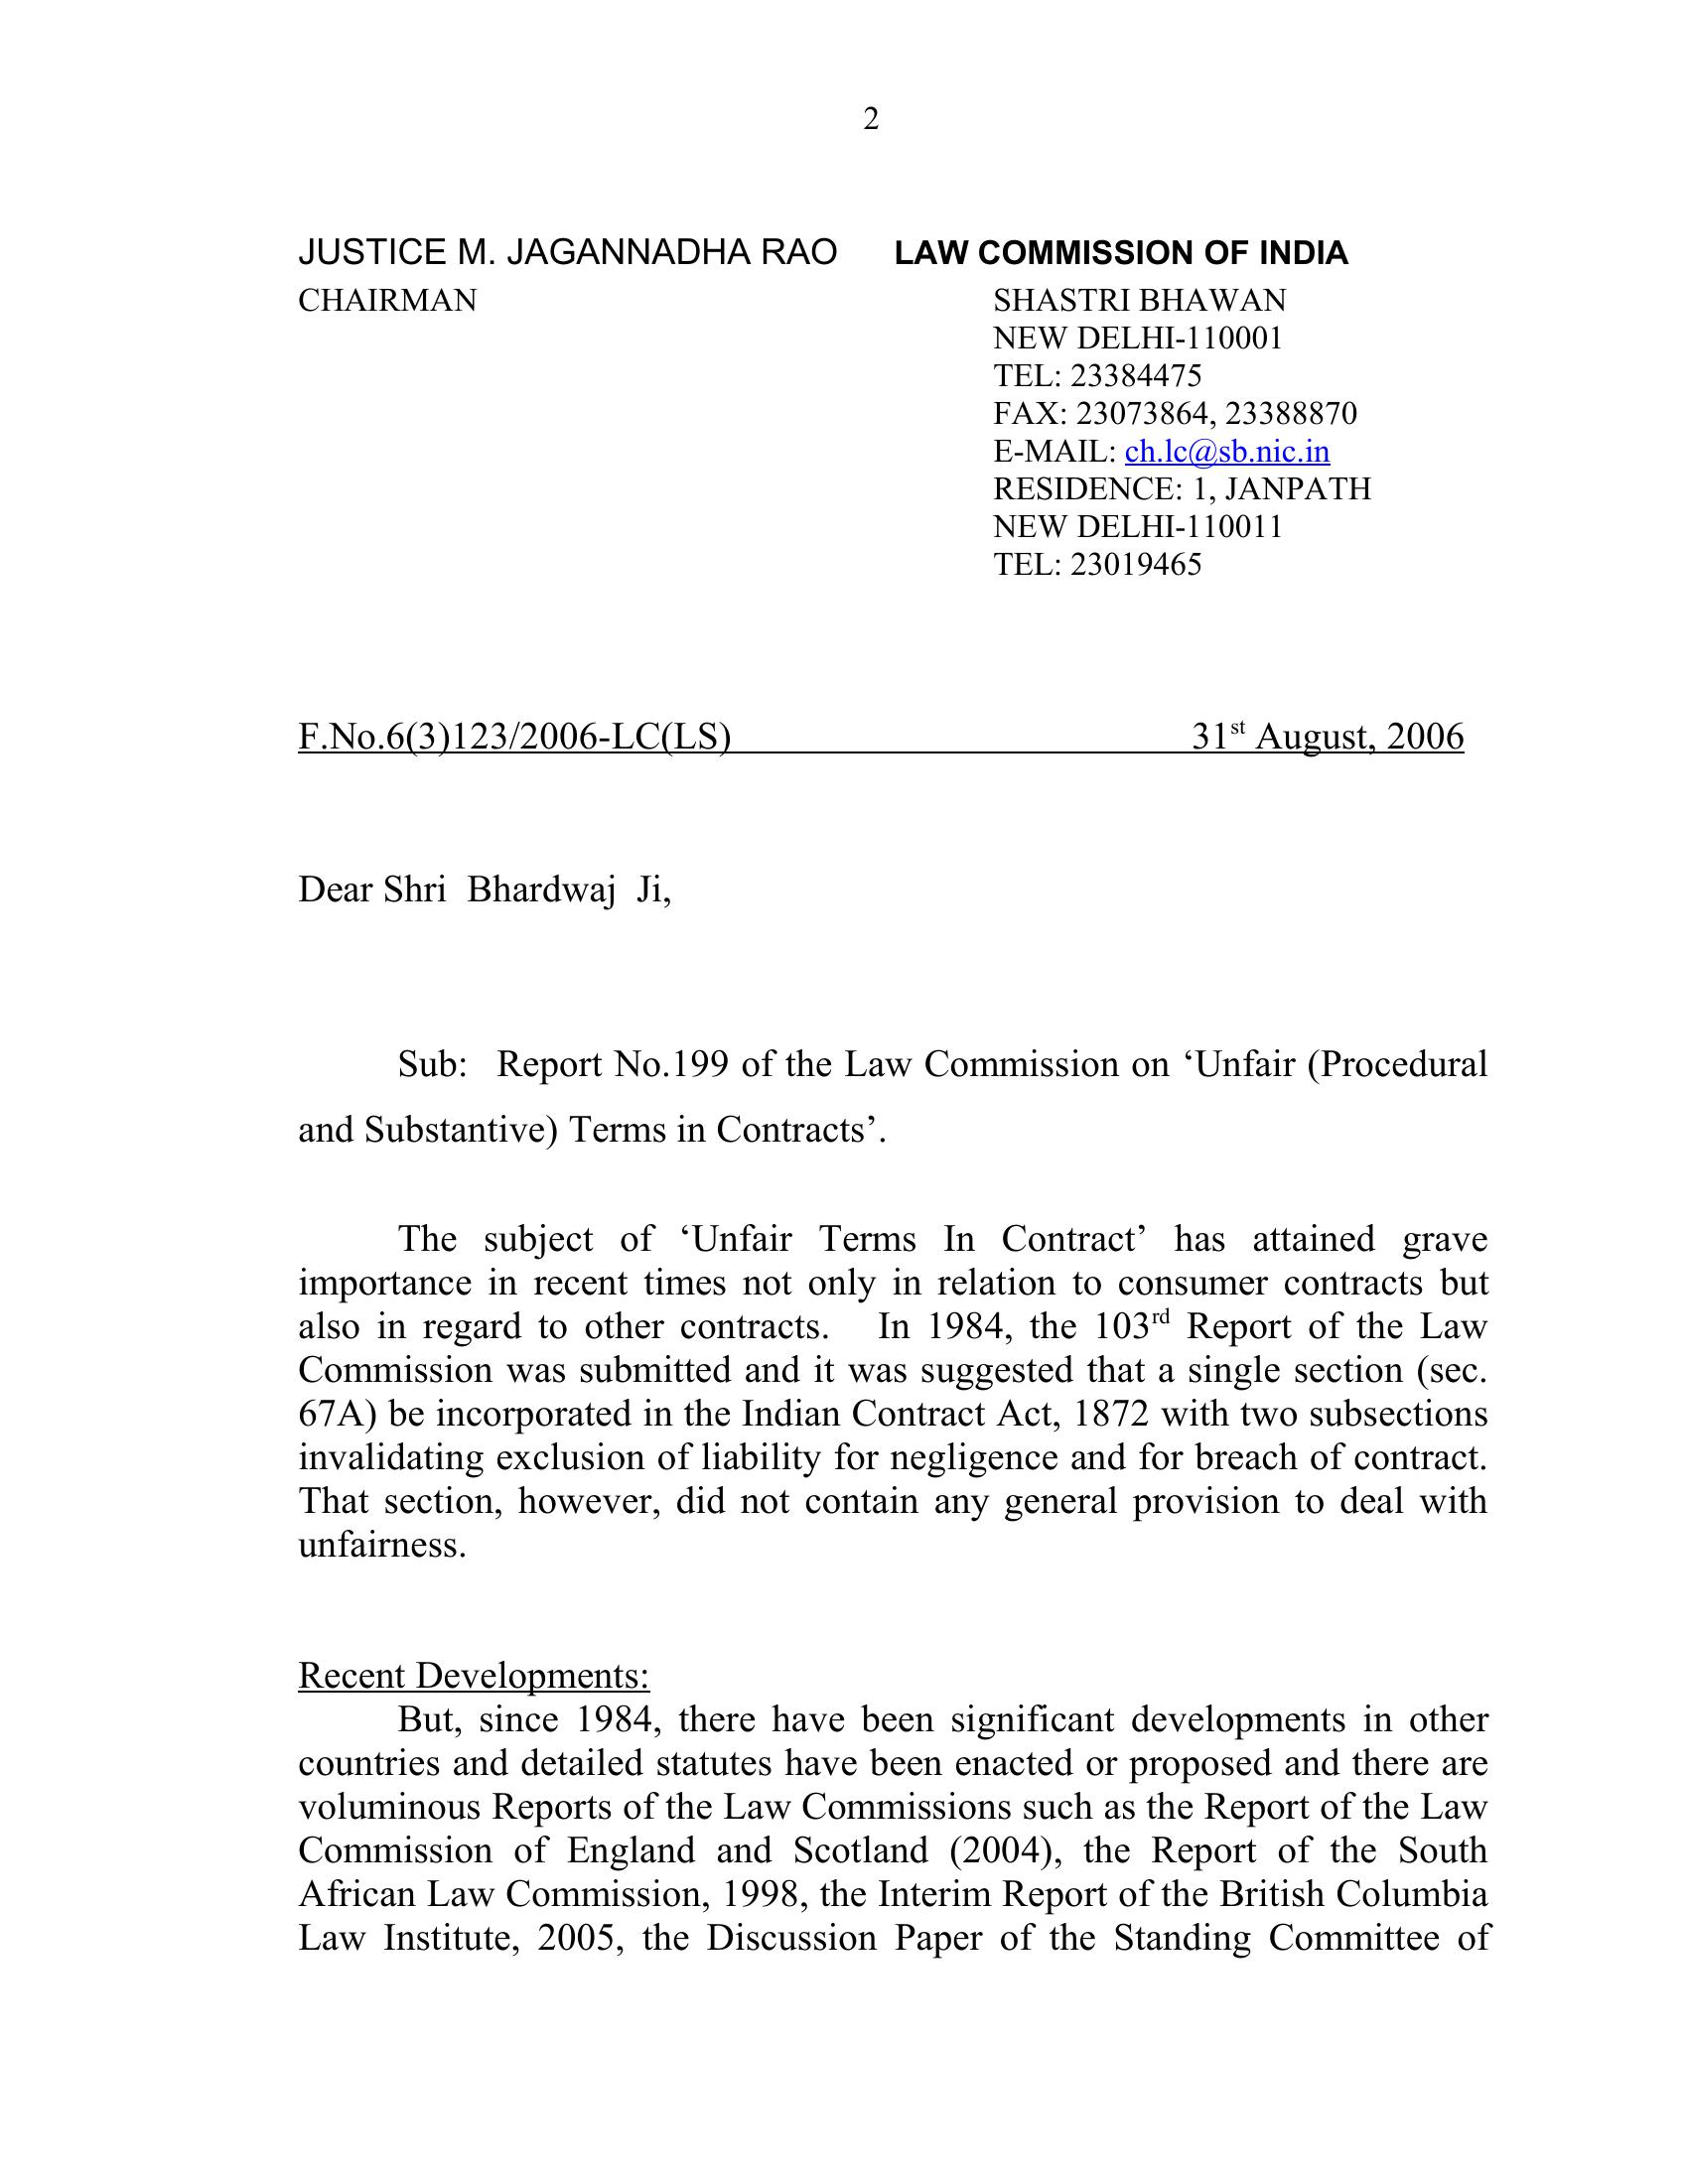 2
JUSTICE M. JAGANNADHA RAO LAW COMMISSION OF INDIA
CHAIRMAN SHASTRI BHAWAN
NEW DELHI-110001
TEL: 23384475
FAX: 23073864, 23388870
E-MAIL: ch.lc@sb.nic.in
RESIDENCE: 1, JANPATH
NEW DELHI-110011
TEL: 23019465
F.No.6(3)123/2006-LC(LS) 31st August, 2006
Dear Shri Bhardwaj Ji,
Sub: Report No.199 of the Law Commission on ‘Unfair (Procedural
and Substantive) Terms in Contracts’.
The subject of ‘Unfair Terms In Contract’ has attained grave
importance in recent times not only in relation to consumer contracts but
also in regard to other contracts. In 1984, the 103rd Report of the Law
Commission was submitted and it was suggested that a single section (sec.
67A) be incorporated in the Indian Contract Act, 1872 with two subsections
invalidating exclusion of liability for negligence and for breach of contract.
That section, however, did not contain any general provision to deal with
unfairness.
Recent Developments:
But, since 1984, there have been significant developments in other
countries and detailed statutes have been enacted or proposed and there are
voluminous Reports of the Law Commissions such as the Report of the Law
Commission of England and Scotland (2004), the Report of the South
African Law Commission, 1998, the Interim Report of the British Columbia
Law Institute, 2005, the Discussion Paper of the Standing Committee of